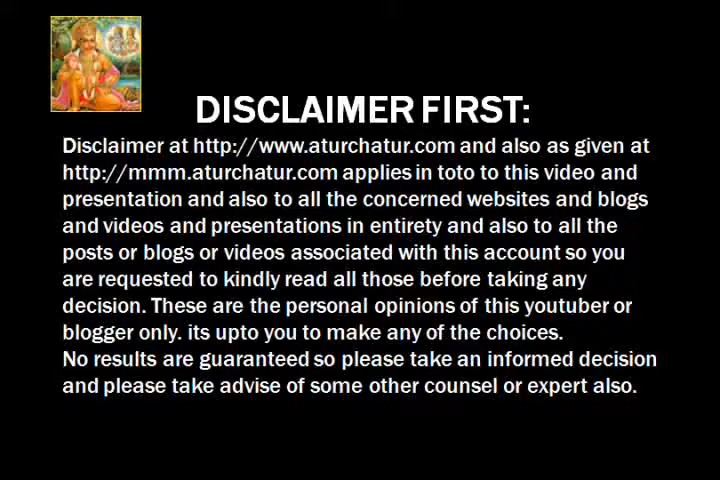 DISCLAIMER FIRST:
Disclaimer at http://www.aturchatur.com and also as given at
http://mmm.aturchatur.com applies in toto to this video and
presentation and also to all the concerned websites and blogs
and videos and presentations in entirety and also to all the
posts or blogs or videos associated with this account so you
are requested to kindly read all those before taking any
decision. These are the personal opinions of this youtuber or
blogger only. its upto you to make any of the choices.
No results are guaranteed so please take an informed decision
and please take advise of some other counsel or expert also.